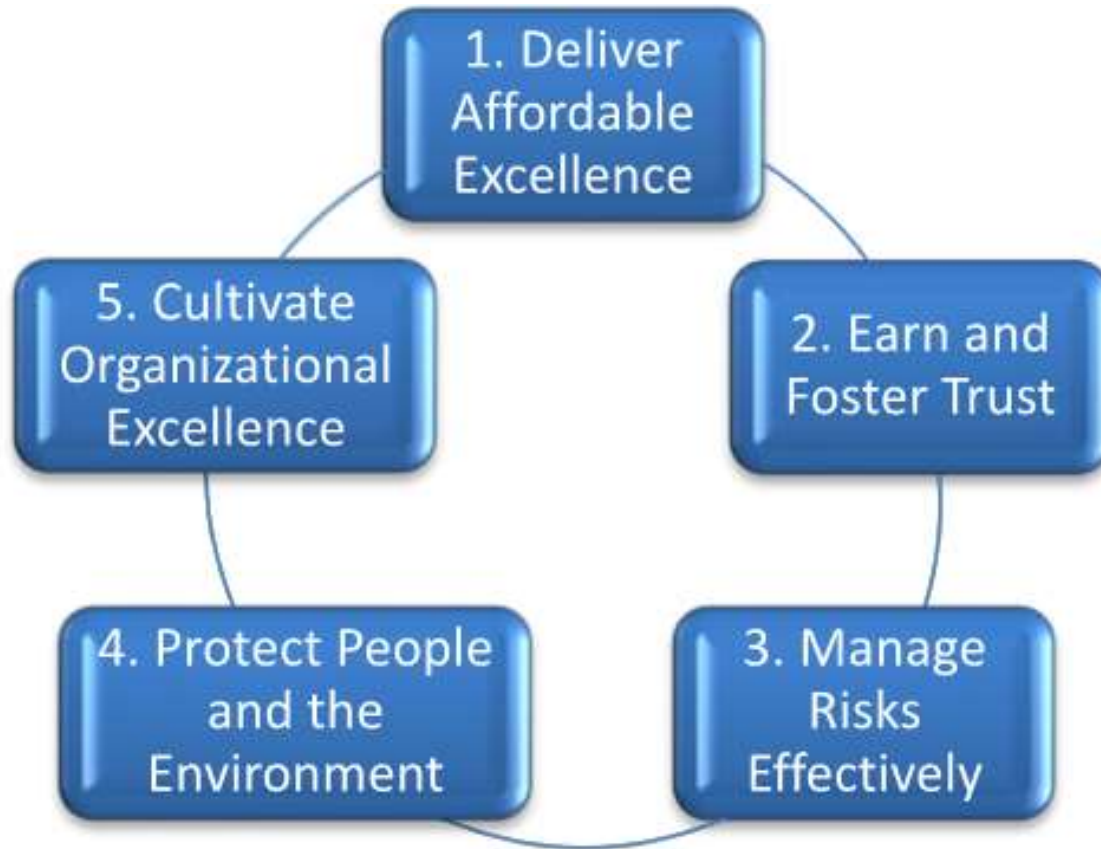 1. Deliver
Affordable
Excellence
2. Earn and
Foster Trust
3. Manage
Risks
Effectively
4. Protect People
and the
Environment
5. Cultivate
Organizational
Excellence